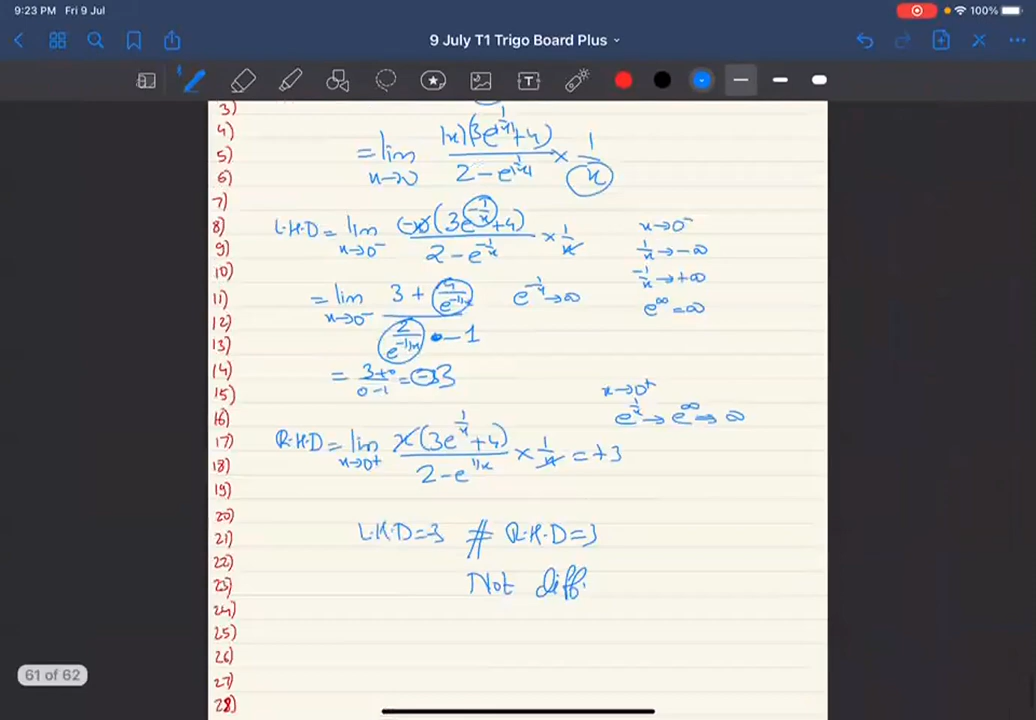 9:23 PM Fri 9 Jul 100%
9 July T1 Trigo Board Plus
T
3)
4) = lim x→0 |x|(3e^(1/|x|)+4) / (2 − e^(1/|x|)) × 1/x
5)
6)
7)
8) L.H.D = lim x→0⁻ −x(3e^(−1/x)+4) / (2 − e^(−1/x)) × 1/x x→0⁻
9) 1/x → −∞
10) −1/x → +∞
11) = lim x→0⁻ (3 + 4/e^(−1/x)) / (2/e^(−1/x) − 1) e^(−1/x) → ∞ e^∞ = ∞
12)
13)
14) = (3+0)/(0−1) = −3
15) x→0⁺
16) e^(1/x) → e^∞ → ∞
17) R.H.D = lim x→0⁺ x(3e^(1/x)+4) / (2 − e^(1/x)) × 1/x = +3
18)
19)
20)
21) L.H.D=3 # R.H.D=3
22)
23) Not diff.
24)
25)
26)
27)
28)
61 of 62